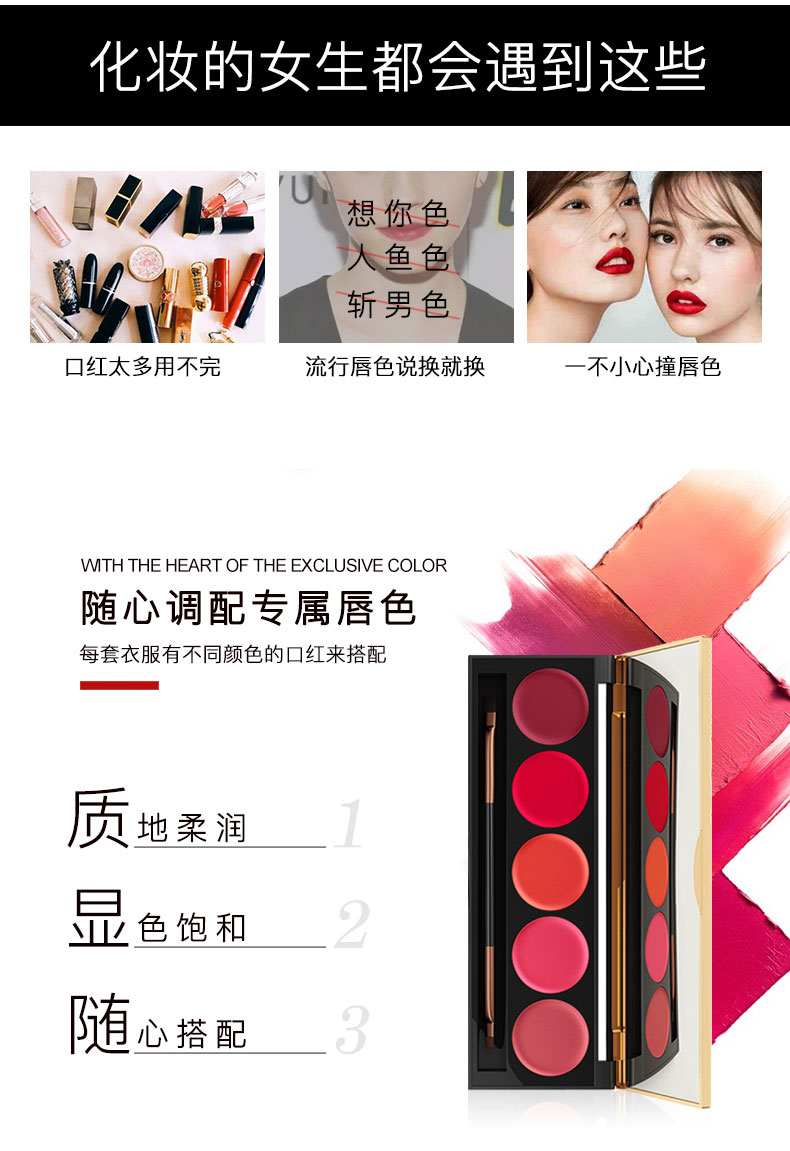 化妆的女生都会遇到这些
YU
想你色
人鱼色
斩男色
口红太多用不完
流行唇色说换就换
一不小心撞唇色
WITH THE HEART OF THE EXCLUSIVE COLOR
随心调配专属唇色
每套衣服有不同颜色的口红来搭配
质地柔润 1
显色饱和 2
随心搭配 3